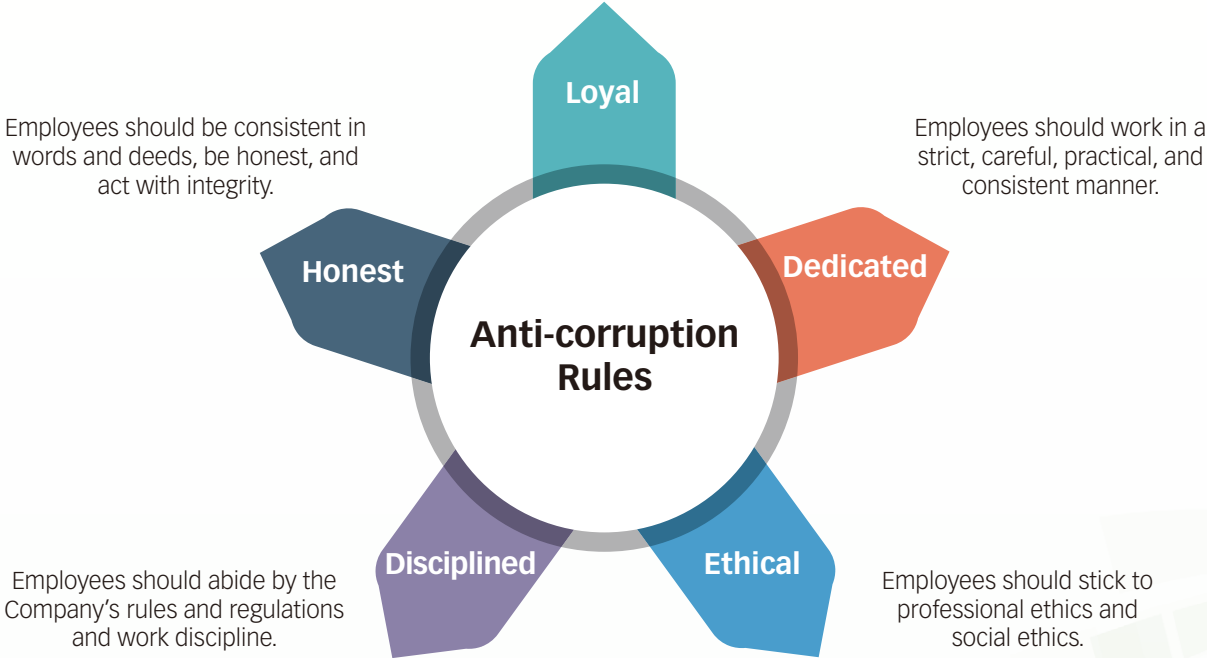 Loyal
Employees should be consistent in
words and deeds, be honest, and
act with integrity.
Employees should work in a
strict, careful, practical, and
consistent manner.
Honest
Dedicated
Anti-corruption
Rules
Disciplined
Ethical
Employees should abide by the
Company’s rules and regulations
and work discipline.
Employees should stick to
professional ethics and
social ethics.